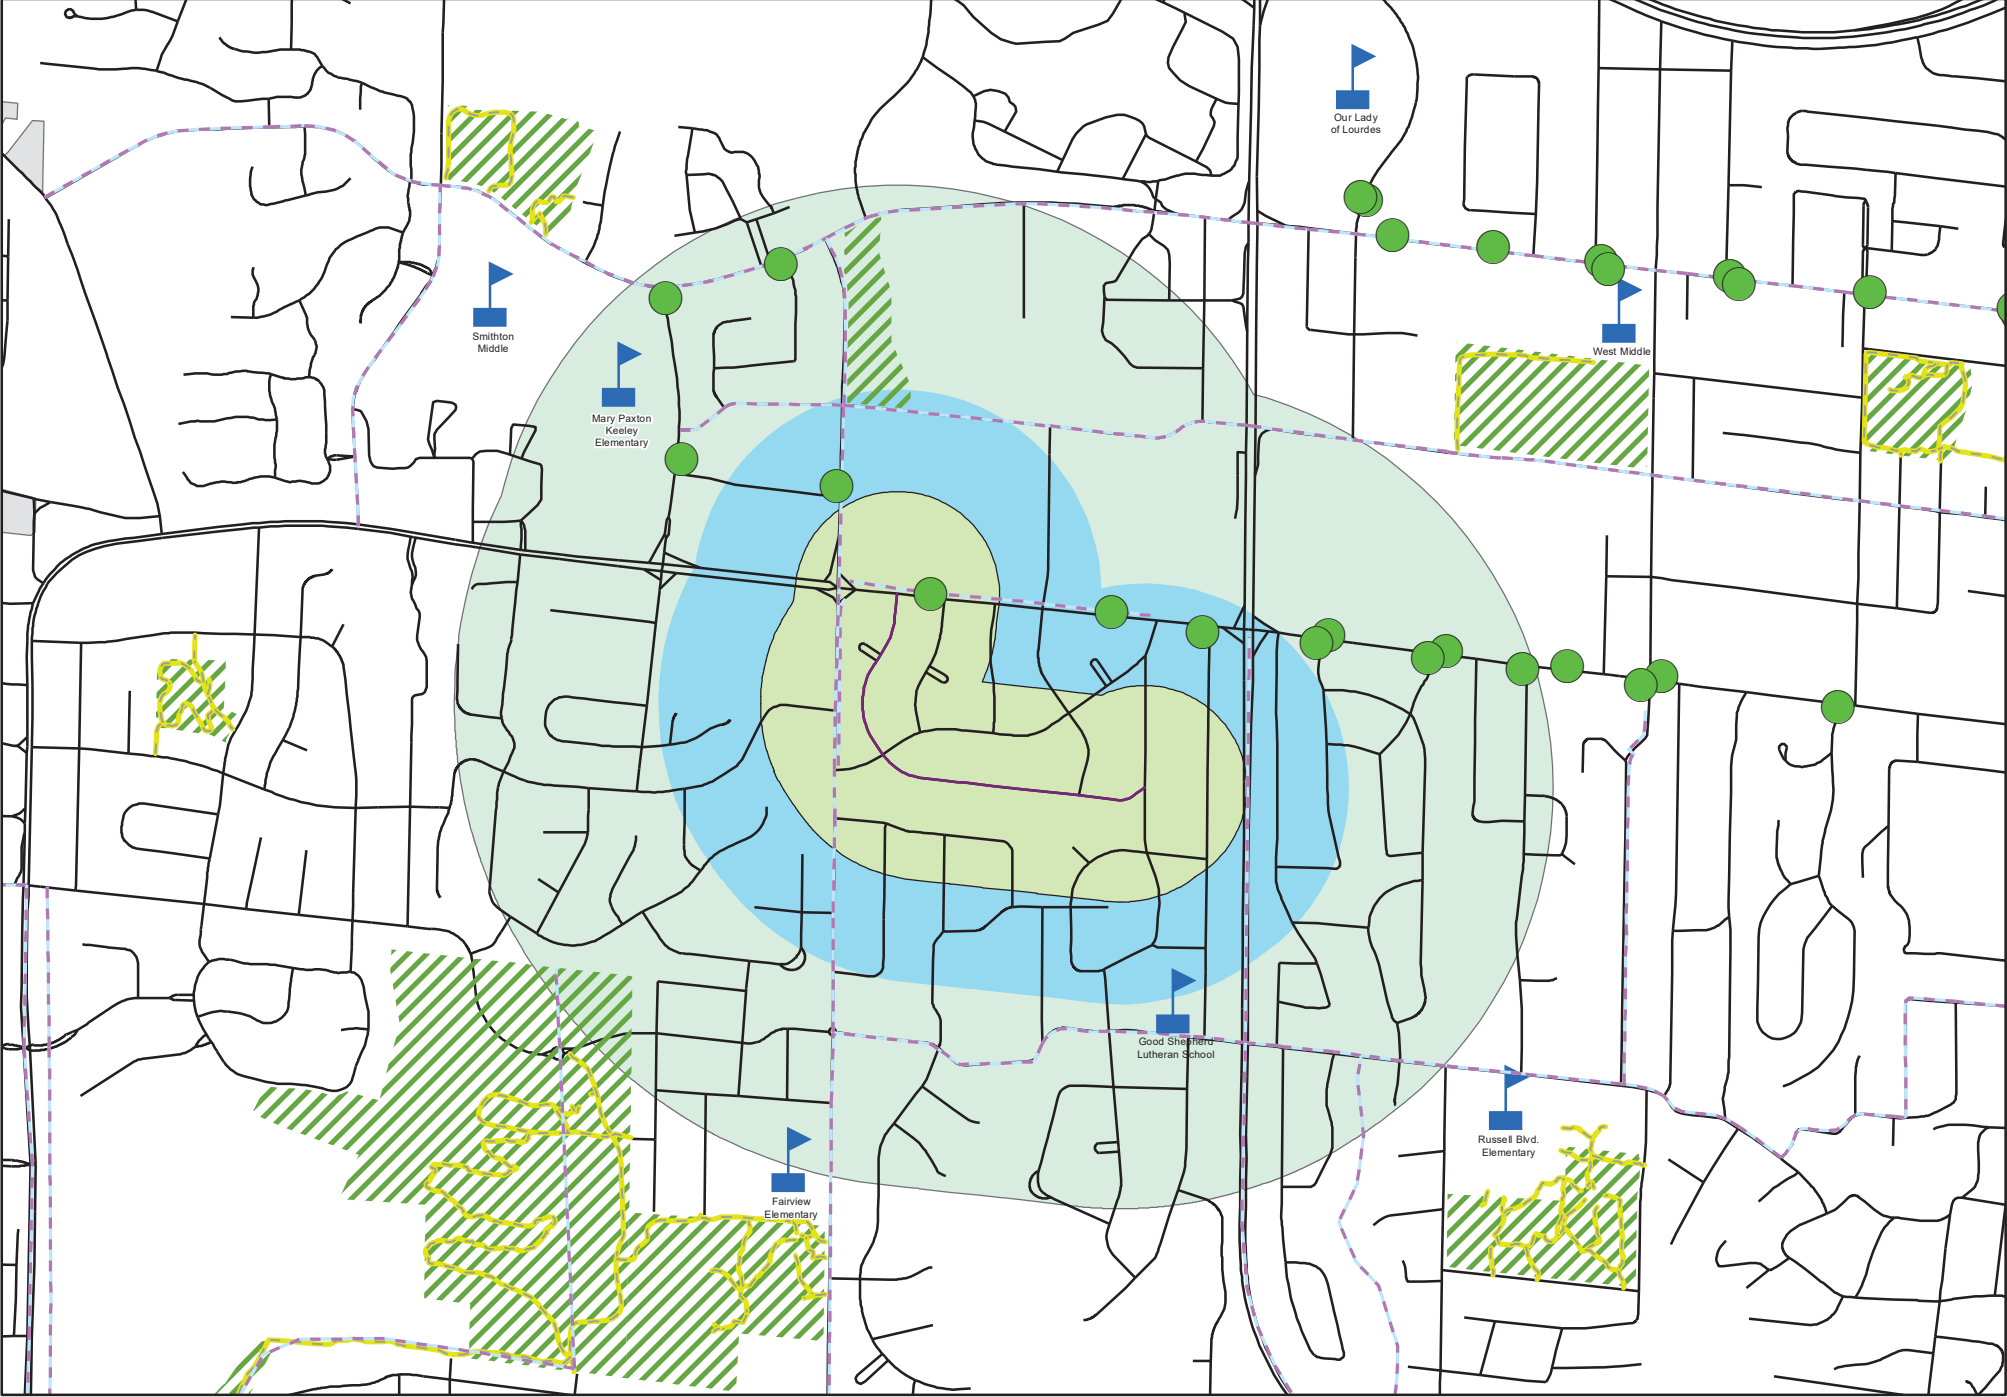 Our Lady
of Lourdes
Smithton
Middle
West Middle
Mary Paxton
Keeley
Elementary
Good Shepherd
Lutheran School
Russell Blvd.
Elementary
Fairview
Elementary